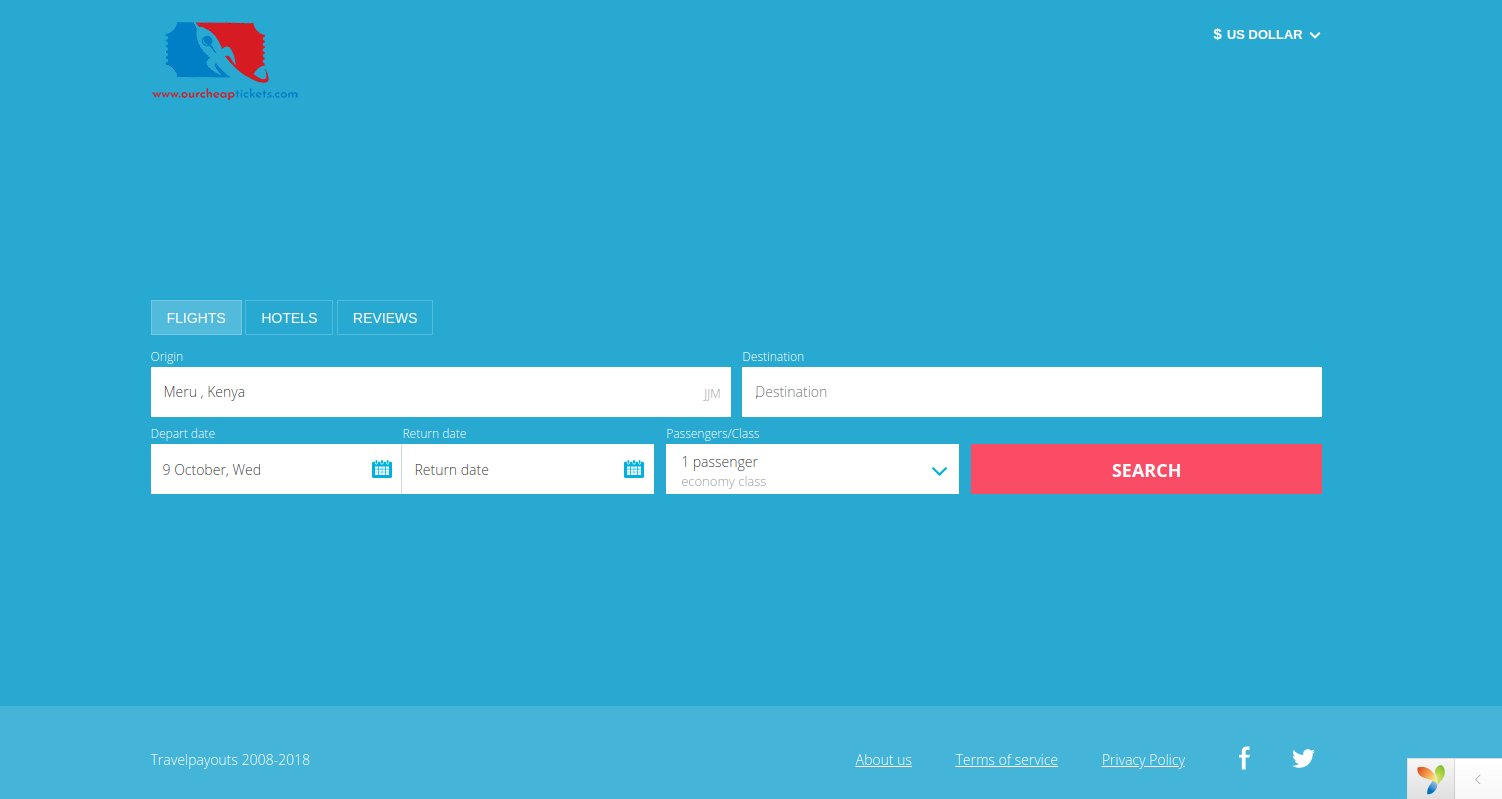 www.ourcheaptickets.com
$ US DOLLAR
FLIGHTS HOTELS REVIEWS
Origin Destination
Meru , Kenya JJM Destination
Depart date Return date Passengers/Class
9 October, Wed Return date 1 passenger SEARCH
economy class
Travelpayouts 2008-2018 About us Terms of service Privacy Policy